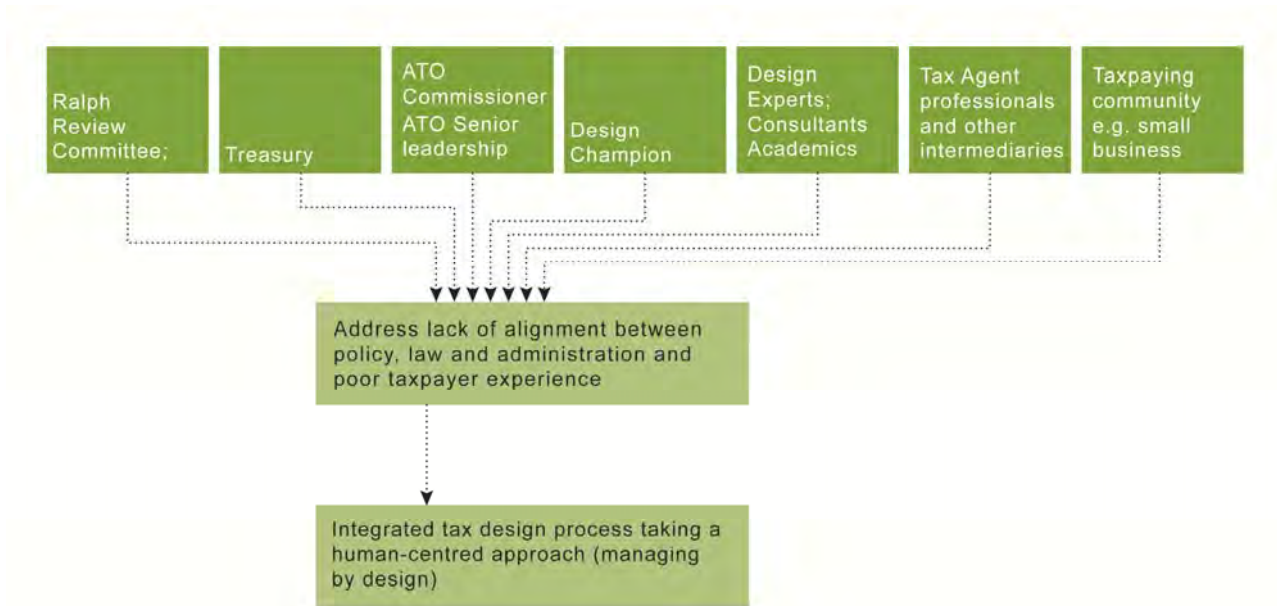 Ralph
Review
Committee;
Treasury
ATO
Commissioner
ATO Senior
leadership
Design
Champion
Design
Experts;
Consultants
Academics
Tax Agent
professionals
and other
intermediaries
Taxpaying
community
e.g. small
business
Address lack of alignment between
policy, law and administration and
poor taxpayer experience
Integrated tax design process taking a
human-centred approach (managing
by design)